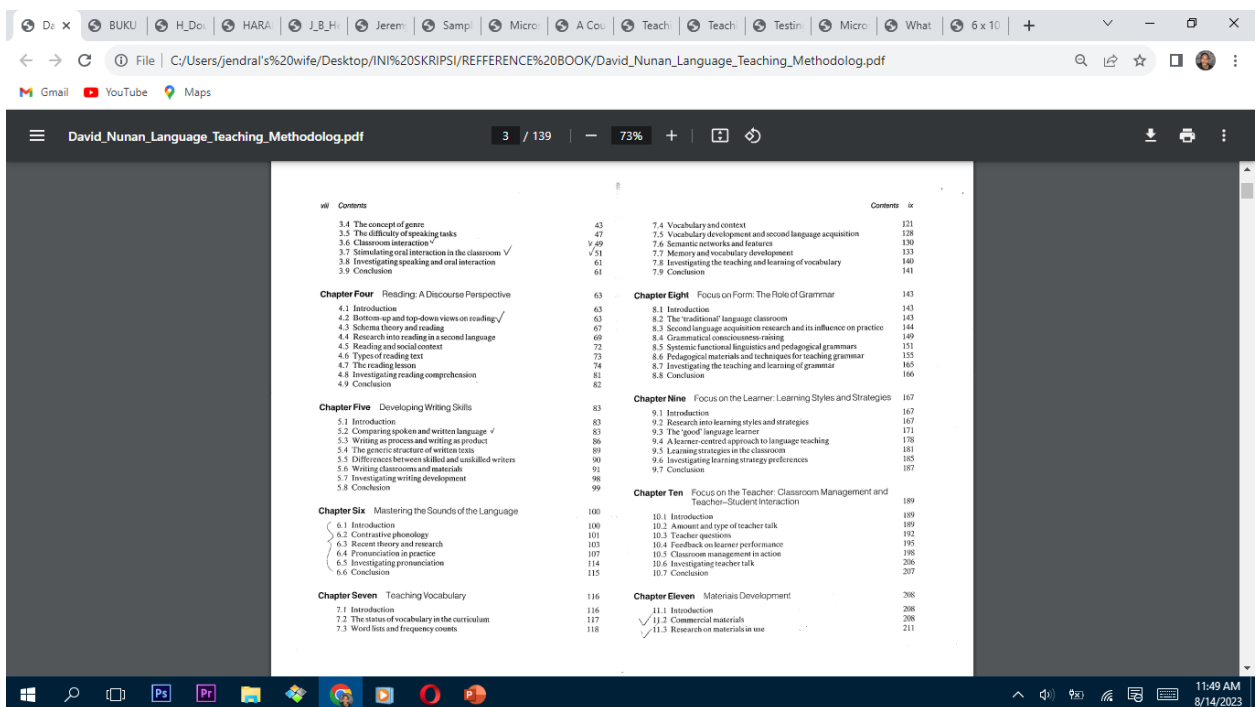 Da
BUKU
H_Dou
HARA
J_B_He
Jerem
Sampl
Micro
A Cou
Teach
Teachi
Testin
Micro
What
6 x 10
File C:/Users/jendral's%20wife/Desktop/INI%20SKRIPSI/REFFERENCE%20BOOK/David_Nunan_Language_Teaching_Methodolog.pdf
Gmail YouTube Maps
David_Nunan_Language_Teaching_Methodolog.pdf 3 / 139 73%
viii Contents
3.4 The concept of genre 43
3.5 The difficulty of speaking tasks 47
3.6 Classroom interaction 49
3.7 Stimulating oral interaction in the classroom 51
3.8 Investigating speaking and oral interaction 61
3.9 Conclusion 61
Chapter Four Reading: A Discourse Perspective 63
4.1 Introduction 63
4.2 Bottom-up and top-down views on reading 63
4.3 Schema theory and reading 67
4.4 Research into reading in a second language 69
4.5 Reading and social context 72
4.6 Types of reading text 73
4.7 The reading lesson 74
4.8 Investigating reading comprehension 81
4.9 Conclusion 82
Chapter Five Developing Writing Skills 83
5.1 Introduction 83
5.2 Comparing spoken and written language 83
5.3 Writing as process and writing as product 86
5.4 The generic structure of written texts 89
5.5 Differences between skilled and unskilled writers 90
5.6 Writing classrooms and materials 91
5.7 Investigating writing development 98
5.8 Conclusion 99
Chapter Six Mastering the Sounds of the Language 100
6.1 Introduction 100
6.2 Contrastive phonology 101
6.3 Recent theory and research 103
6.4 Pronunciation in practice 107
6.5 Investigating pronunciation 114
6.6 Conclusion 115
Chapter Seven Teaching Vocabulary 116
7.1 Introduction 116
7.2 The status of vocabulary in the curriculum 117
7.3 Word lists and frequency counts 118
Contents ix
7.4 Vocabulary and context 121
7.5 Vocabulary development and second language acquisition 128
7.6 Semantic networks and features 130
7.7 Memory and vocabulary development 133
7.8 Investigating the teaching and learning of vocabulary 140
7.9 Conclusion 141
Chapter Eight Focus on Form: The Role of Grammar 143
8.1 Introduction 143
8.2 The 'traditional' language classroom 143
8.3 Second language acquisition research and its influence on practice 144
8.4 Grammatical consciousness-raising 149
8.5 Systemic functional linguistics and pedagogical grammars 151
8.6 Pedagogical materials and techniques for teaching grammar 155
8.7 Investigating the teaching and learning of grammar 165
8.8 Conclusion 166
Chapter Nine Focus on the Learner: Learning Styles and Strategies 167
9.1 Introduction 167
9.2 Research into learning styles and strategies 167
9.3 The 'good' language learner 171
9.4 A learner-centred approach to language teaching 178
9.5 Learning strategies in the classroom 181
9.6 Investigating learning strategy preferences 185
9.7 Conclusion 187
Chapter Ten Focus on the Teacher: Classroom Management and
Teacher–Student Interaction 189
10.1 Introduction 189
10.2 Amount and type of teacher talk 189
10.3 Teacher questions 192
10.4 Feedback on learner performance 195
10.5 Classroom management in action 198
10.6 Investigating teacher talk 206
10.7 Conclusion 207
Chapter Eleven Materials Development 208
11.1 Introduction 208
11.2 Commercial materials 208
11.3 Research on materials in use 211
Ps Pr
11:49 AM
8/14/2023